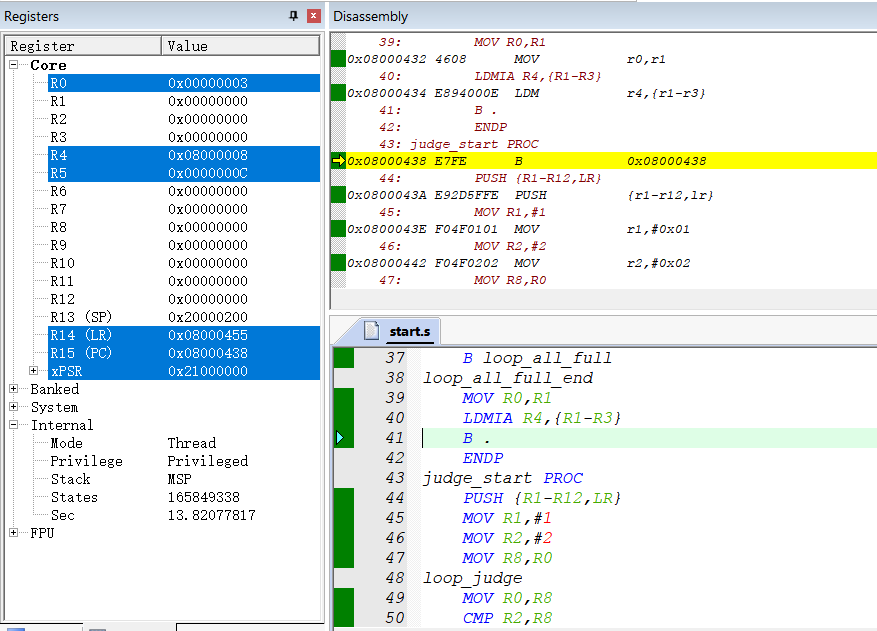 Registers
Register Value
Core
R0 0x00000003
R1 0x00000000
R2 0x00000000
R3 0x00000000
R4 0x08000008
R5 0x0000000C
R6 0x00000000
R7 0x00000000
R8 0x00000000
R9 0x00000000
R10 0x00000000
R11 0x00000000
R12 0x00000000
R13 (SP) 0x20000200
R14 (LR) 0x08000455
R15 (PC) 0x08000438
xPSR 0x21000000
Banked
System
Internal
Mode Thread
Privilege Privileged
Stack MSP
States 165849338
Sec 13.82077817
FPU
Disassembly
39: MOV R0,R1
0x08000432 4608 MOV r0,r1
40: LDMIA R4,{R1-R3}
0x08000434 E894000E LDM r4,{r1-r3}
41: B .
42: ENDP
43: judge_start PROC
0x08000438 E7FE B 0x08000438
44: PUSH {R1-R12,LR}
0x0800043A E92D5FFE PUSH {r1-r12,lr}
45: MOV R1,#1
0x0800043E F04F0101 MOV r1,#0x01
46: MOV R2,#2
0x08000442 F04F0202 MOV r2,#0x02
47: MOV R8,R0
start.s
37 B loop_all_full
38 loop_all_full_end
39 MOV R0,R1
40 LDMIA R4,{R1-R3}
41 B .
42 ENDP
43 judge_start PROC
44 PUSH {R1-R12,LR}
45 MOV R1,#1
46 MOV R2,#2
47 MOV R8,R0
48 loop_judge
49 MOV R0,R8
50 CMP R2,R8